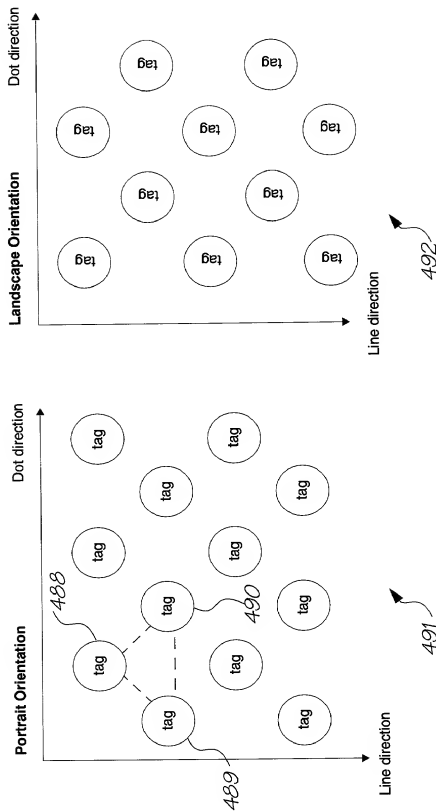 Portrait Orientation
Dot direction
488
tag
tag
tag
tag
tag
tag
489
490
tag
tag
tag
tag
tag
tag
Line direction
491
Landscape Orientation
Dot direction
tag
tag
tag
tag
tag
tag
tag
tag
tag
tag
Line direction
492